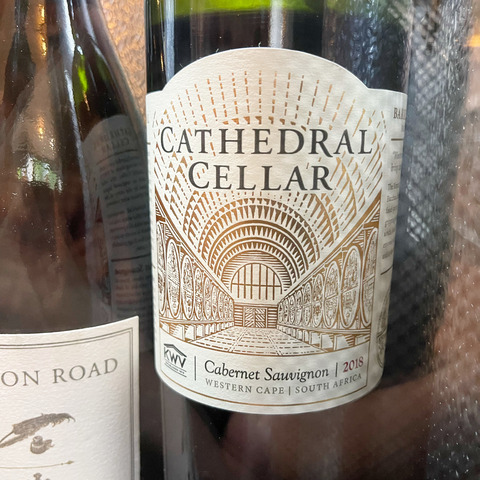 CATHEDRAL
CELLAR
KWV
Cabernet Sauvignon | 2018
WESTERN CAPE | SOUTH AFRICA
ON ROAD